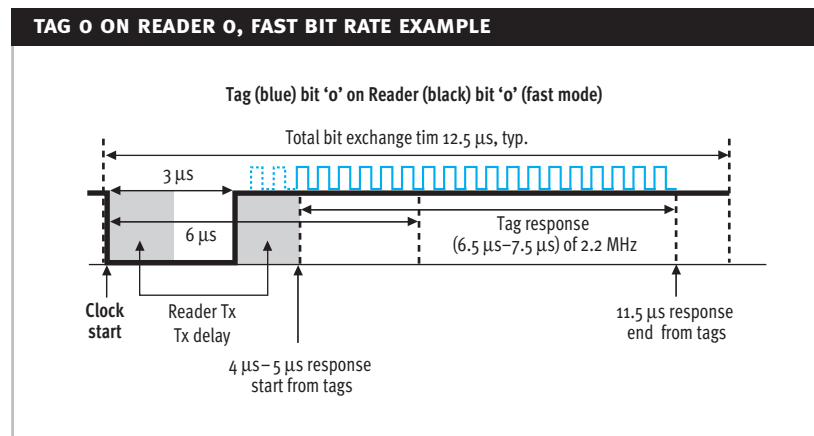 TAG 0 ON READER 0, FAST BIT RATE EXAMPLE
Tag (blue) bit ‘0’ on Reader (black) bit ‘0’ (fast mode)
Total bit exchange tim 12.5 µs, typ.
3 µs
6 µs
Tag response
(6.5 µs–7.5 µs) of 2.2 MHz
Clock
start
Reader Tx
Tx delay
11.5 µs response
end from tags
4 µs–5 µs response
start from tags